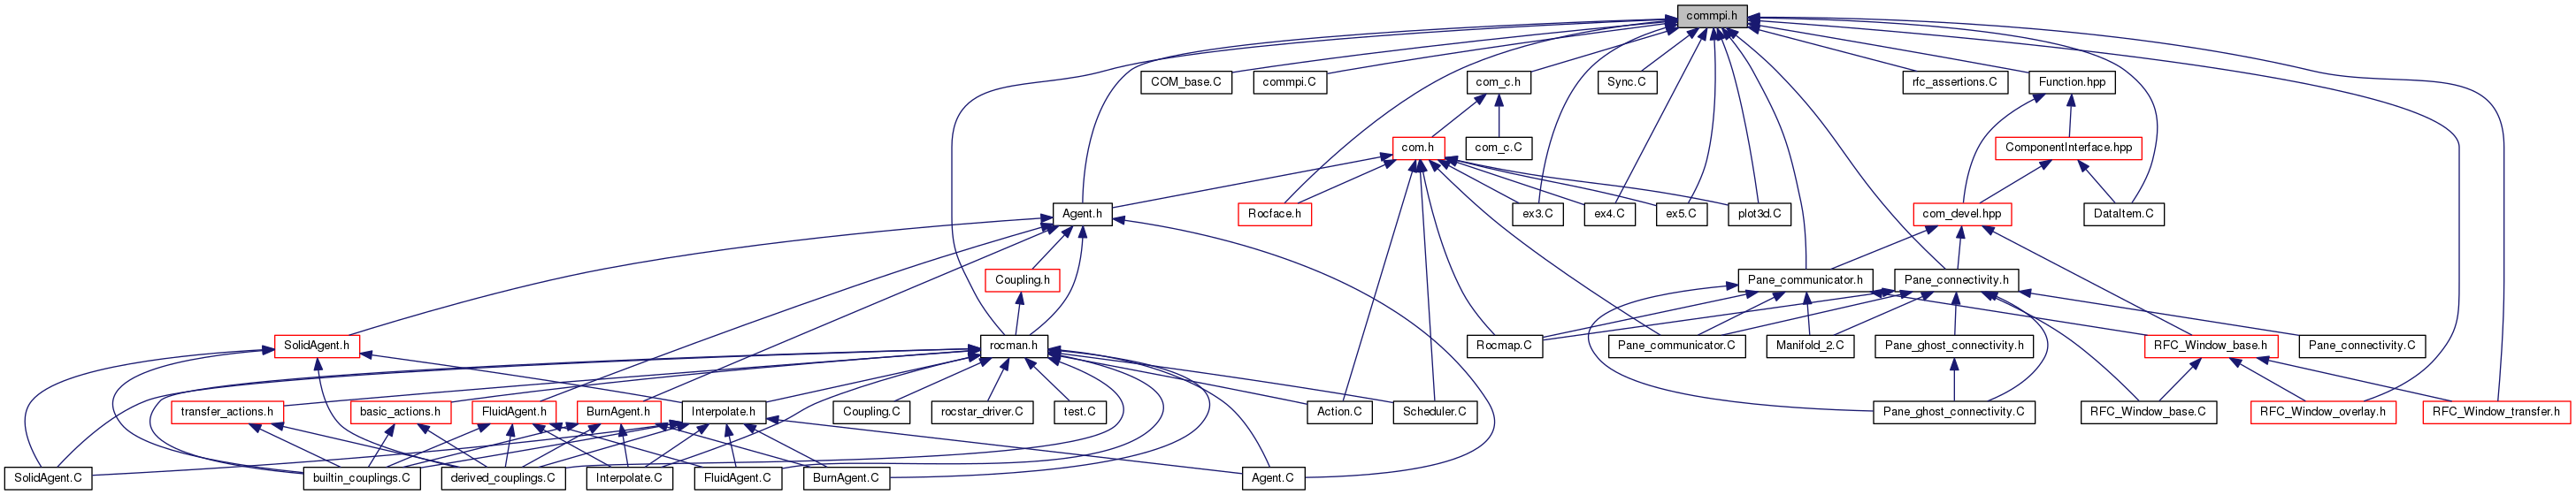 commpi.h
COM_base.C
commpi.C
com_c.h
Sync.C
rfc_assertions.C
Function.hpp
com.h
com_c.C
ComponentInterface.hpp
Agent.h
Rocface.h
ex3.C
ex4.C
ex5.C
plot3d.C
com_devel.hpp
DataItem.C
Coupling.h
Pane_communicator.h
Pane_connectivity.h
SolidAgent.h
rocman.h
Rocmap.C
Pane_communicator.C
Manifold_2.C
Pane_ghost_connectivity.h
RFC_Window_base.h
Pane_connectivity.C
transfer_actions.h
basic_actions.h
FluidAgent.h
BurnAgent.h
Interpolate.h
Coupling.C
rocstar_driver.C
test.C
Action.C
Scheduler.C
Pane_ghost_connectivity.C
RFC_Window_base.C
RFC_Window_overlay.h
RFC_Window_transfer.h
SolidAgent.C
builtin_couplings.C
derived_couplings.C
Interpolate.C
FluidAgent.C
BurnAgent.C
Agent.C